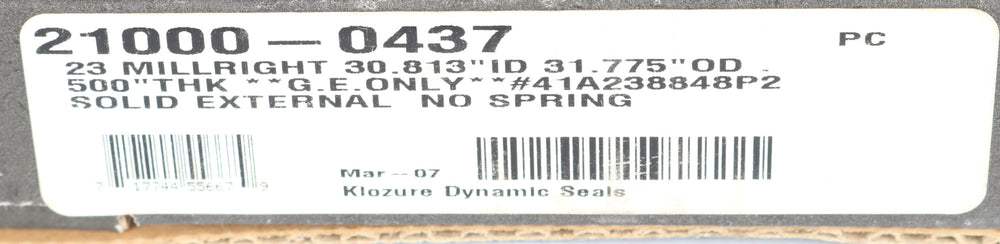 21000-0437 PC
23 MILLRIGHT 30.813"ID 31.775"OD .
500"THK **G.E.ONLY**#41A238848P2
SOLID EXTERNAL NO SPRING
7 17744 55667 9
Mar-07
Klozure Dynamic Seals